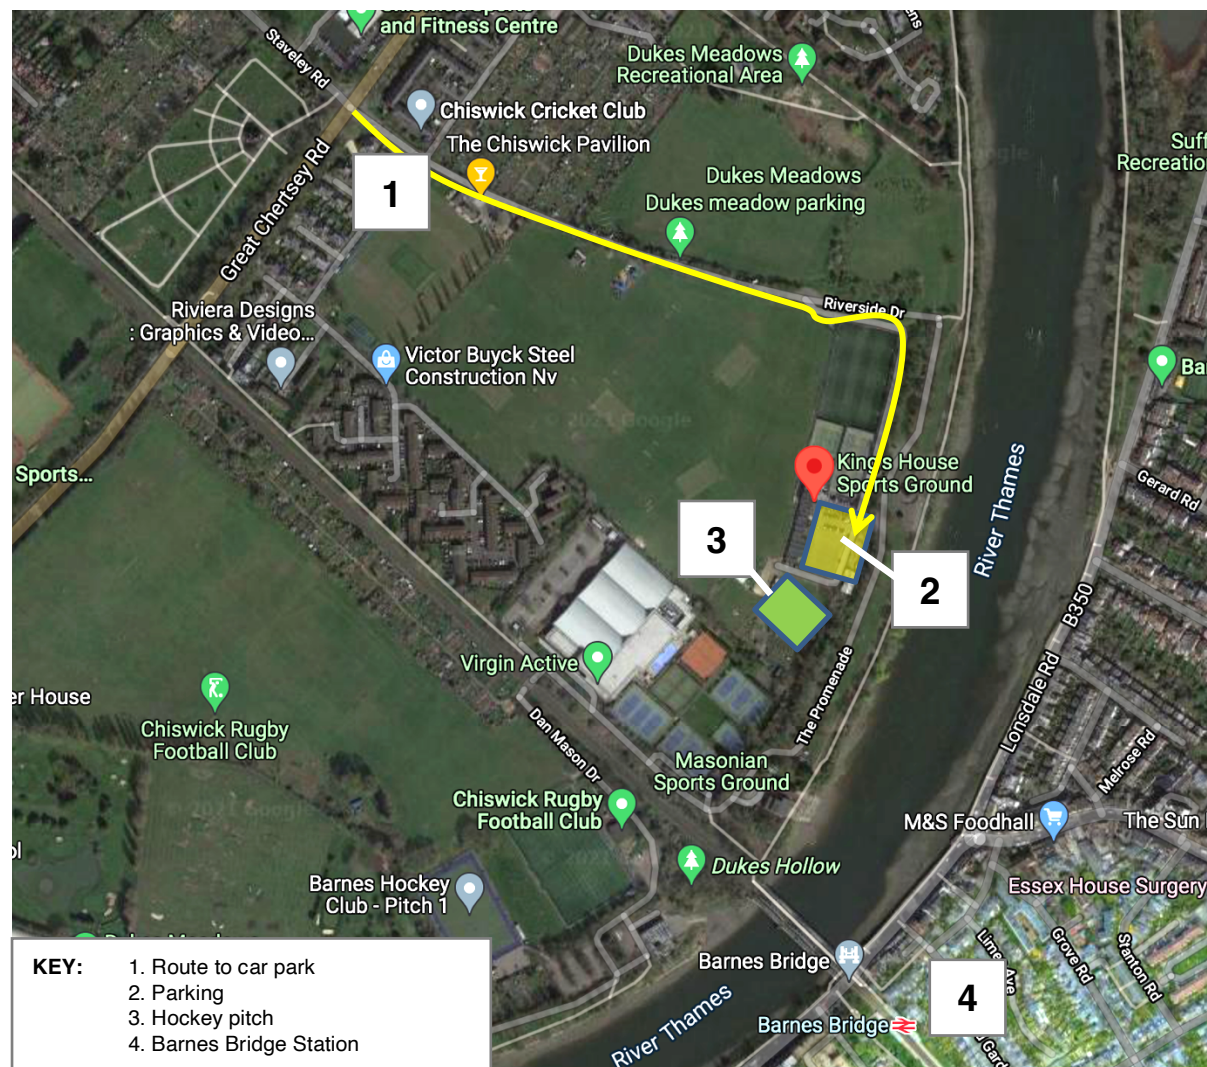 and Fitness Centre
Staveley Rd
Dukes Meadows
Recreational Area
Chiswick Cricket Club
The Chiswick Pavilion
1
Great Chertsey Rd
Dukes Meadows
Dukes meadow parking
Recreatio
Riviera Designs
: Graphics & Video...
Riverside Dr
Victor Buyck Steel
Construction Nv
Ba
© 2021 Google
Sports...
King's House
Sports Ground
Gerard Rd
River Thames
3
2
B350
Virgin Active
The Promenade
Lonsdale Rd
er House
Chiswick Rugby
Football Club
Dan Mason Dr
Masonian
Sports Ground
Melrose Rd
Chiswick Rugby
Football Club
M&S Foodhall
The Sun
Dukes Hollow
Barnes Hockey
Club - Pitch 1
Essex House Surgery
Barnes Bridge
Grove Rd
Stanton Rd
4
Barnes Bridge
River Thames
KEY:
1. Route to car park
2. Parking
3. Hockey pitch
4. Barnes Bridge Station